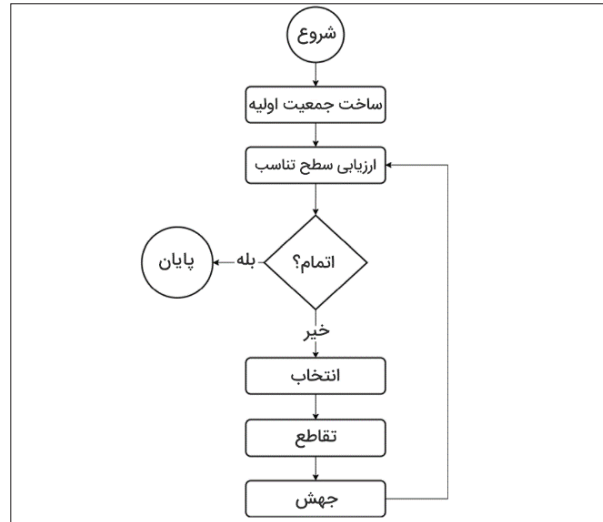 شروع
ساخت جمعیت اولیه
ارزیابی سطح تناسب
اتمام؟
بله
پایان
خیر
انتخاب
تقاطع
جهش